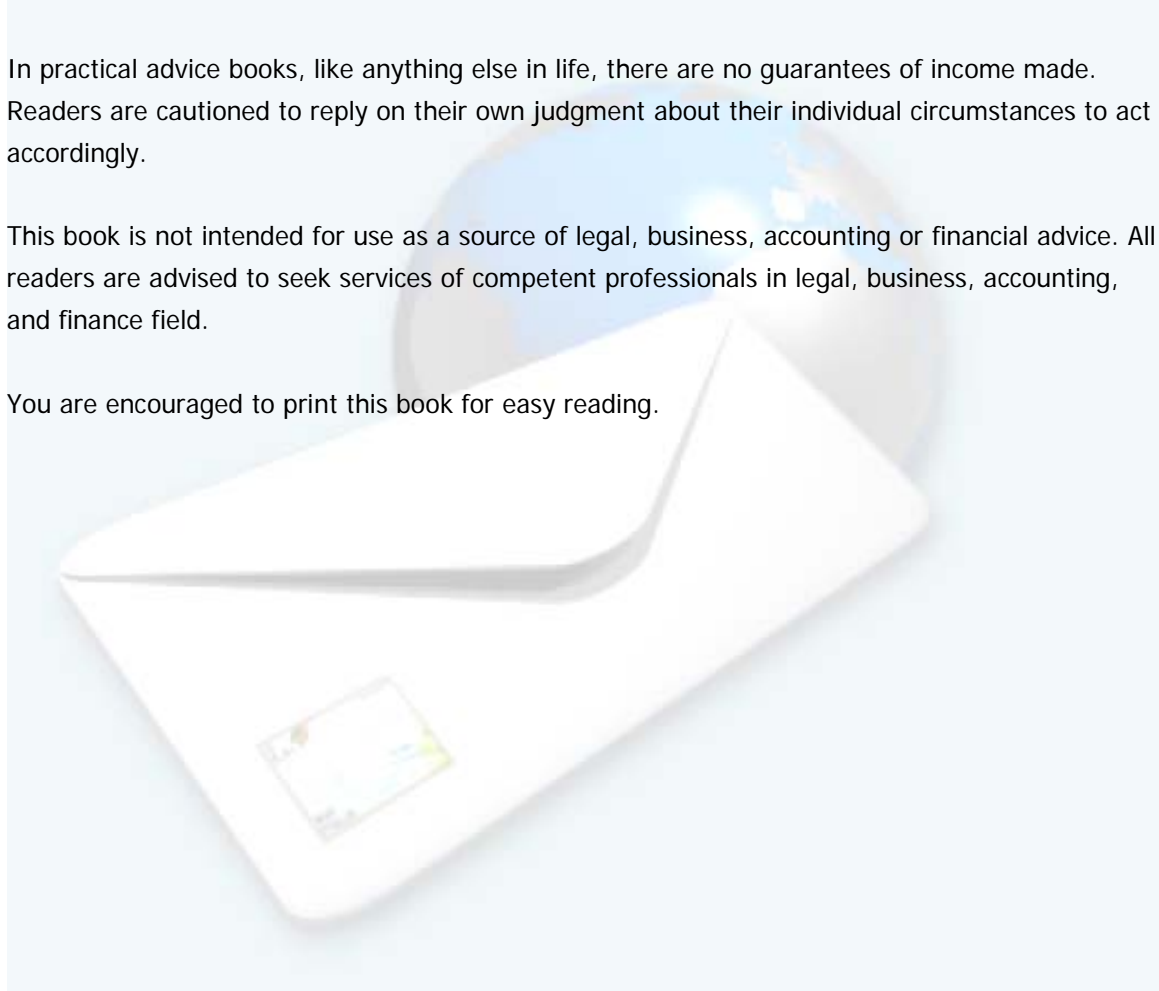 In practical advice books, like anything else in life, there are no guarantees of income made.
Readers are cautioned to reply on their own judgment about their individual circumstances to act
accordingly.
This book is not intended for use as a source of legal, business, accounting or financial advice. All
readers are advised to seek services of competent professionals in legal, business, accounting,
and finance field.
You are encouraged to print this book for easy reading.